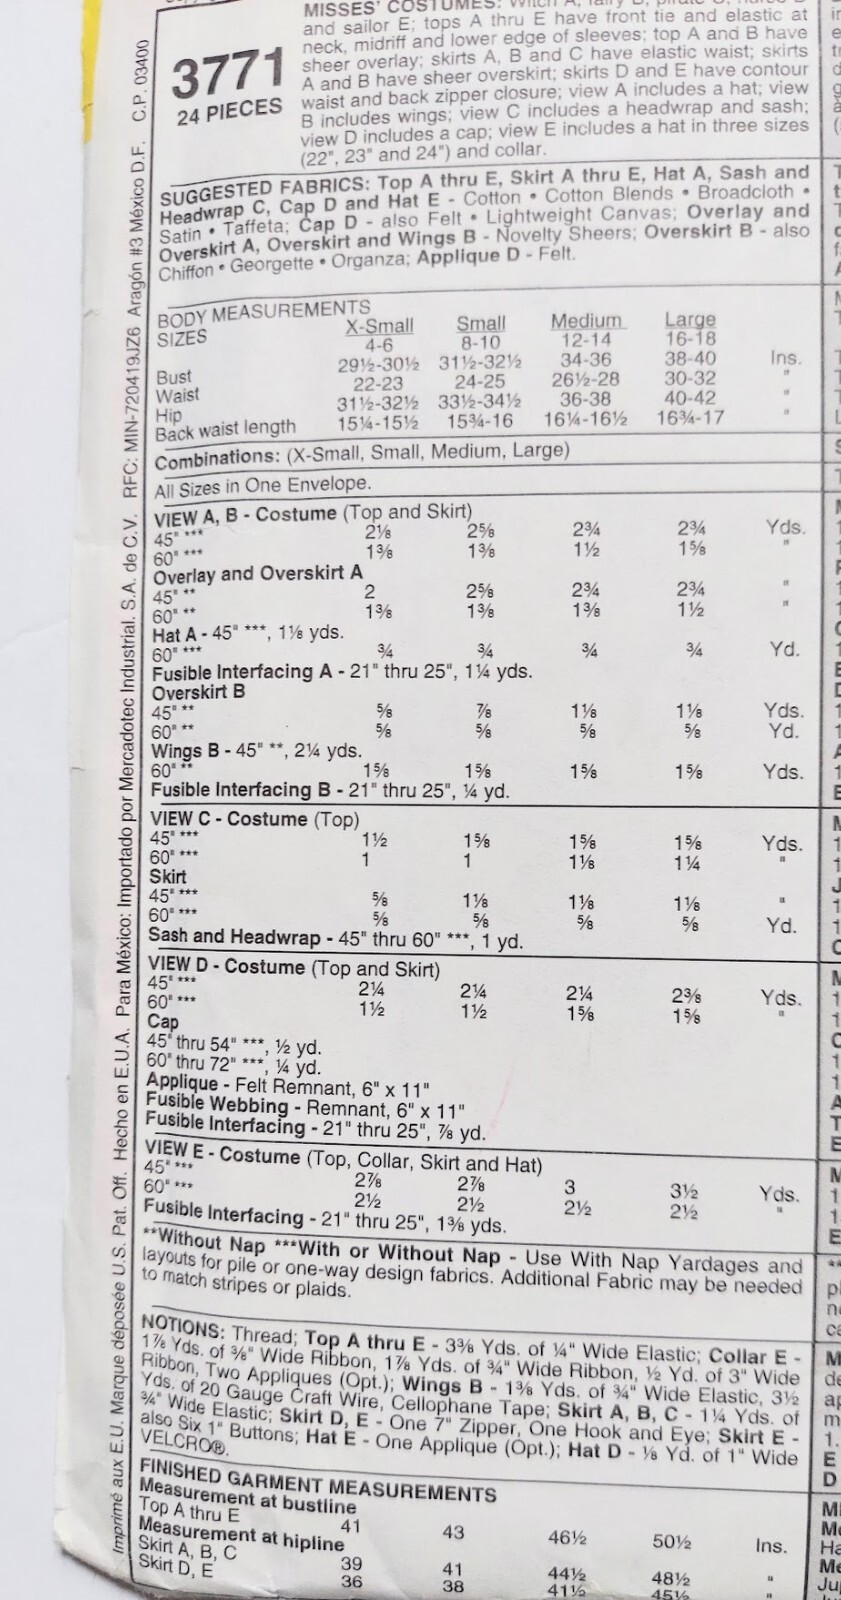 MISSES' COSTUMES:
and sailor E; tops A thru E have front tie and elastic at
neck, midriff and lower edge of sleeves; top A and B have
sheer overlay; skirts A, B and C have elastic waist; skirts
A and B have sheer overskirt; skirts D and E have contour
waist and back zipper closure; view A includes a hat; view
B includes wings; view C includes a headwrap and sash;
view D includes a cap; view E includes a hat in three sizes
(22", 23" and 24") and collar.
3771
24 PIECES
SUGGESTED FABRICS: Top A thru E, Skirt A thru E, Hat A, Sash and
Headwrap C, Cap D and Hat E - Cotton • Cotton Blends • Broadcloth •
Satin • Taffeta; Cap D - also Felt • Lightweight Canvas; Overlay and
Overskirt A, Overskirt and Wings B - Novelty Sheers; Overskirt B - also
Chiffon • Georgette • Organza; Applique D - Felt.
BODY MEASUREMENTS
SIZES X-Small Small Medium Large
4-6 8-10 12-14 16-18
Bust 29½-30½ 31½-32½ 34-36 38-40 Ins.
Waist 22-23 24-25 26½-28 30-32 "
Hip 31½-32½ 33½-34½ 36-38 40-42 "
Back waist length 15¼-15½ 15¾-16 16¼-16½ 16¾-17 "
Combinations: (X-Small, Small, Medium, Large)
All Sizes in One Envelope.
VIEW A, B - Costume (Top and Skirt)
45" *** 2⅛ 2⅝ 2¾ 2¾ Yds.
60" *** 1⅜ 1⅜ 1½ 1⅝ "
Overlay and Overskirt A
45" ** 2 2⅝ 2¾ 2¾ "
60" ** 1⅜ 1⅜ 1⅜ 1½ "
Hat A - 45" ***, 1⅛ yds.
60" *** ¾ ¾ ¾ ¾ Yd.
Fusible Interfacing A - 21" thru 25", 1¼ yds.
Overskirt B
45" ** ⅝ ⅞ 1⅛ 1⅛ Yds.
60" ** ⅝ ⅝ ⅝ ⅝ Yd.
Wings B - 45" **, 2¼ yds.
60" ** 1⅝ 1⅝ 1⅝ 1⅝ Yds.
Fusible Interfacing B - 21" thru 25", ¼ yd.
VIEW C - Costume (Top)
45" *** 1½ 1⅝ 1⅝ 1⅝ Yds.
60" *** 1 1 1⅛ 1¼ "
Skirt
45" *** ⅝ 1⅛ 1⅛ 1⅛ "
60" *** ⅝ ⅝ ⅝ ⅝ Yd.
Sash and Headwrap - 45" thru 60" ***, 1 yd.
VIEW D - Costume (Top and Skirt)
45" *** 2¼ 2¼ 2¼ 2⅜ Yds.
60" *** 1½ 1½ 1⅝ 1⅝ "
Cap
45" thru 54" ***, ½ yd.
60" thru 72" ***, ¼ yd.
Applique - Felt Remnant, 6" x 11"
Fusible Webbing - Remnant, 6" x 11"
Fusible Interfacing - 21" thru 25", ⅞ yd.
VIEW E - Costume (Top, Collar, Skirt and Hat)
45" *** 2⅞ 2⅞ 3 3½ Yds.
60" *** 2½ 2½ 2½ 2½ "
Fusible Interfacing - 21" thru 25", 1⅜ yds.
**Without Nap ***With or Without Nap - Use With Nap Yardages and
layouts for pile or one-way design fabrics. Additional Fabric may be needed
to match stripes or plaids.
NOTIONS: Thread; Top A thru E - 3⅜ Yds. of ¼" Wide Elastic; Collar E -
1⅞ Yds. of ⅜" Wide Ribbon, 1⅞ Yds. of ¾" Wide Ribbon, ½ Yd. of 3" Wide
Ribbon, Two Appliques (Opt.); Wings B - 1⅜ Yds. of ¾" Wide Elastic, 3½
Yds. of 20 Gauge Craft Wire, Cellophane Tape; Skirt A, B, C - 1¼ Yds. of
¾" Wide Elastic; Skirt D, E - One 7" Zipper, One Hook and Eye; Skirt E -
also Six 1" Buttons; Hat E - One Applique (Opt.); Hat D - ⅛ Yd. of 1" Wide
VELCRO®.
FINISHED GARMENT MEASUREMENTS
Measurement at bustline
Top A thru E 41 43 46½ 50½ Ins.
Measurement at hipline
Skirt A, B, C 39 41 44½ 48½ "
Skirt D, E 36 38 41½ 45½ "
Imprimé aux E.U. Marque déposée U.S. Pat. Off. Hecho en E.U.A. Para México: Importado por Mercadotec Industrial. S.A. de C.V. RFC: MIN-720419JZ6 Aragón #3 México D.F. C.P. 03400